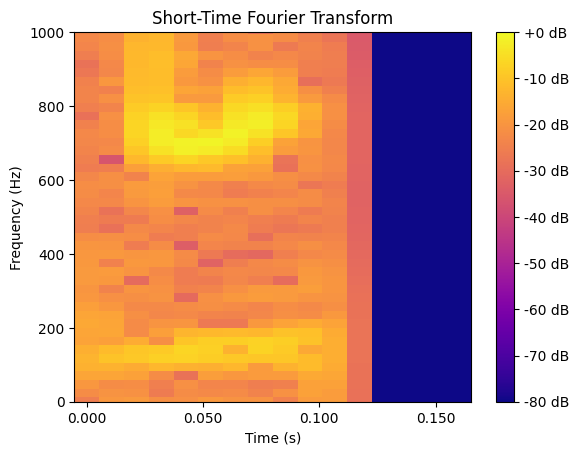 Short-Time Fourier Transform
1000
800
600
400
200
0
Frequency (Hz)
0.000
0.050
0.100
0.150
Time (s)
+0 dB
-10 dB
-20 dB
-30 dB
-40 dB
-50 dB
-60 dB
-70 dB
-80 dB